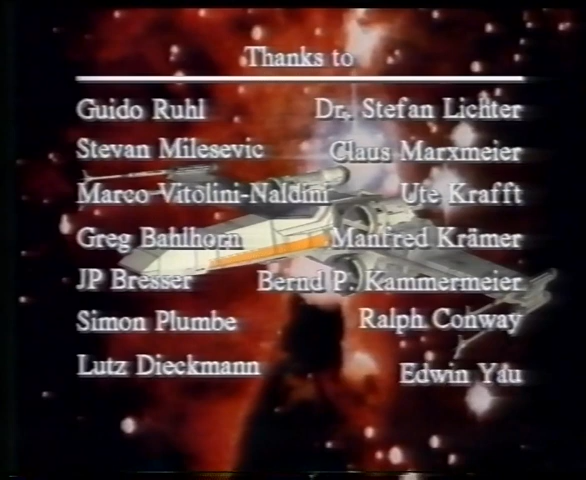 Thanks to
Guido Ruhl Dr. Stefan Lichter
Stevan Milesevic Claus Marxmeier
Marco Vitolini-Naldini Ute Krafft
Greg Bahlhorn Manfred Krämer
JP Bresser Bernd P. Kammermeier
Simon Plumbe Ralph Conway
Lutz Dieckmann Edwin Yau